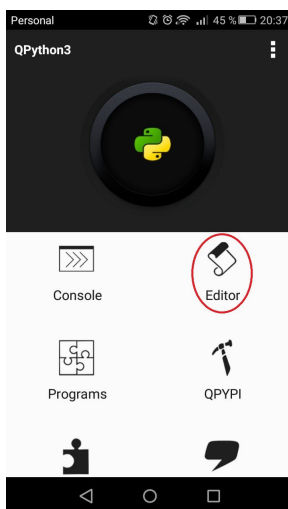 Personal 45 % 20:37
QPython3
>>>
Console Editor
Programs QPYPI